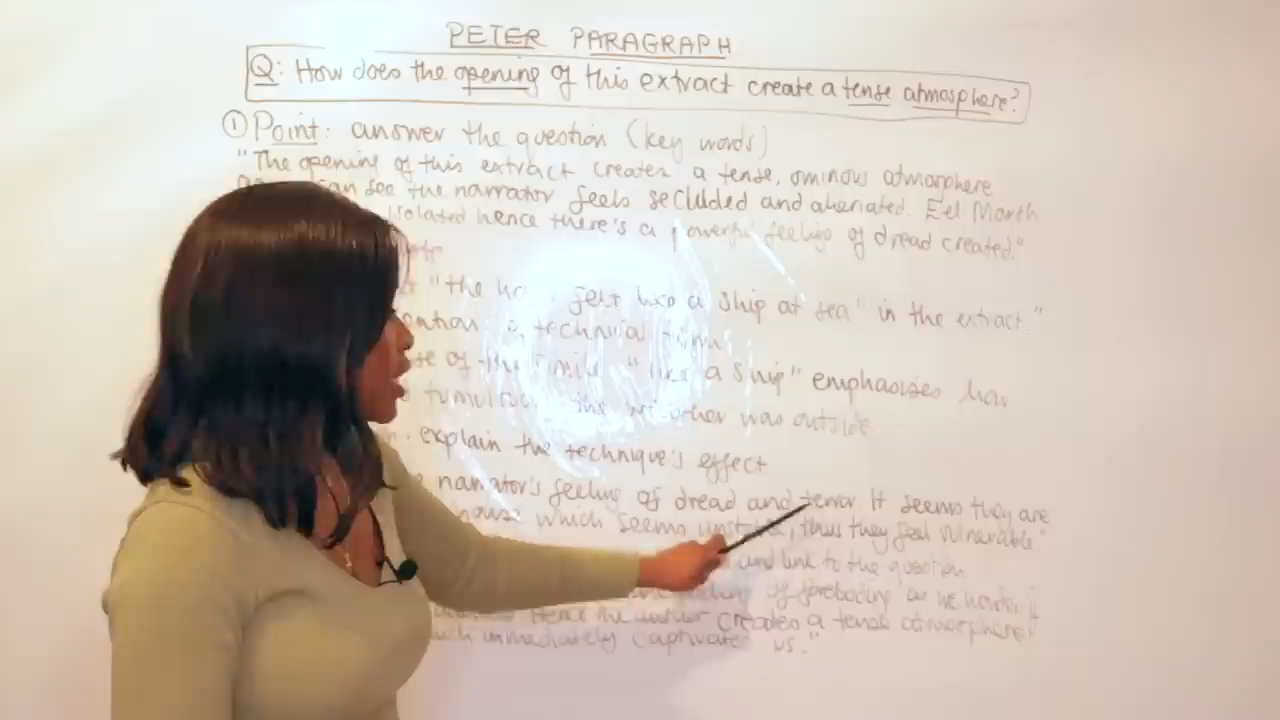 PETER PARAGRAPH
Q: How does the opening of this extract create a tense atmosphere?
① Point: answer the question (key words)
"The opening of this extract creates a tense, ominous atmosphere
can see the narrator feels secluded and alienated. Eel Marsh
isolated hence there's a powerful feeling of dread created."
"the felt like a ship at sea" in the extract."
technical term
of the simile "like a ship" emphasises how
tumultuous the weather was outside
explain the technique's effect
narrator's feeling of dread and terror. It seems they are
house which seems unstable, thus they feel vulnerable"
and link to the question
feeling of foreboding as we wonder if
Hence the author creates a tense atmosphere
immediately captivates us."